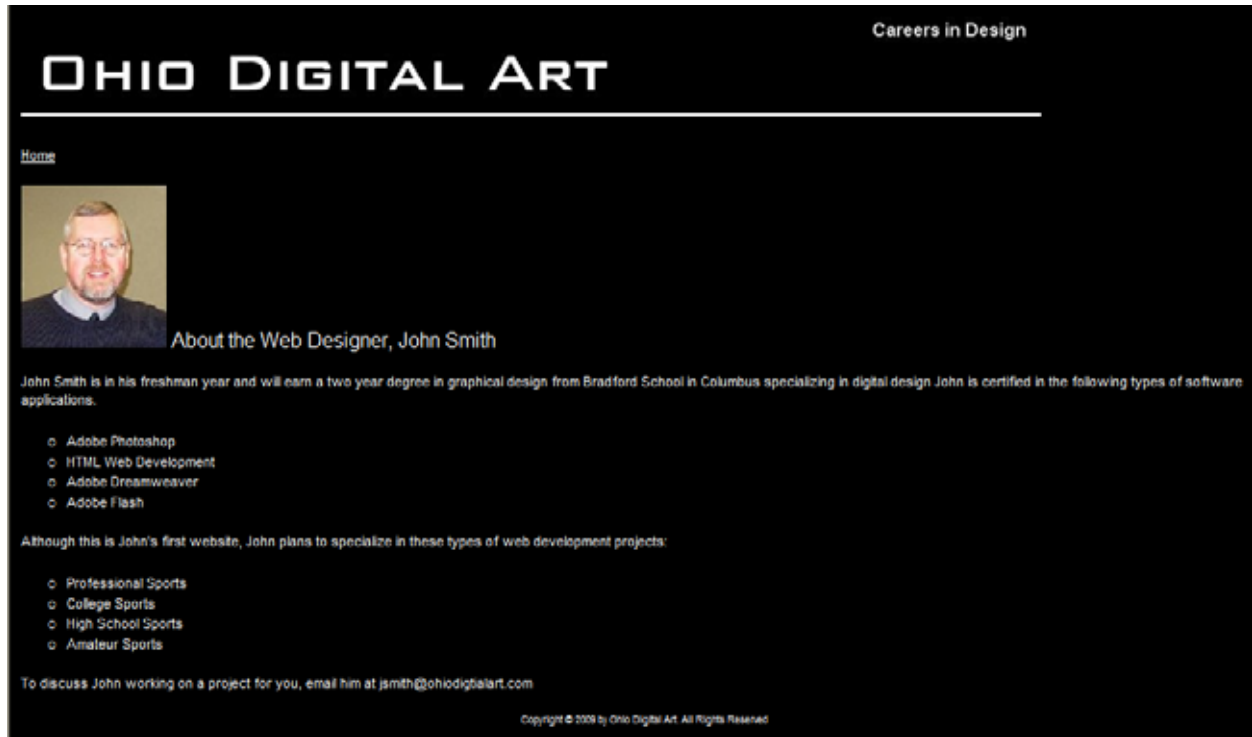 Careers in Design
OHIO DIGITAL ART
Home
About the Web Designer, John Smith
John Smith is in his freshman year and will earn a two year degree in graphical design from Bradford School in Columbus specializing in digital design John is certified in the following types of software
applications.
Adobe Photoshop
HTML Web Development
Adobe Dreamweaver
Adobe Flash
Although this is John's first website, John plans to specialize in these types of web development projects:
Professional Sports
College Sports
High School Sports
Amateur Sports
To discuss John working on a project for you, email him at jsmith@ohiodigtialart.com
Copyright © 2009 by Ohio Digital Art. All Rights Reserved